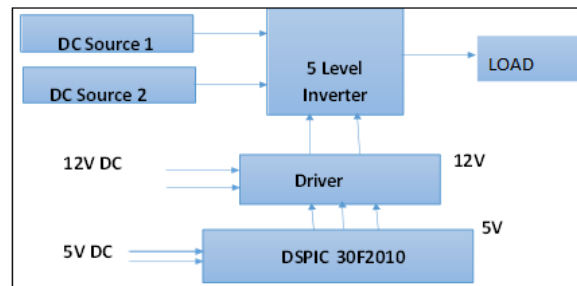 DC Source 1
DC Source 2
5 Level
Inverter
LOAD
12V DC
Driver
12V
5V DC
DSPIC 30F2010
5V